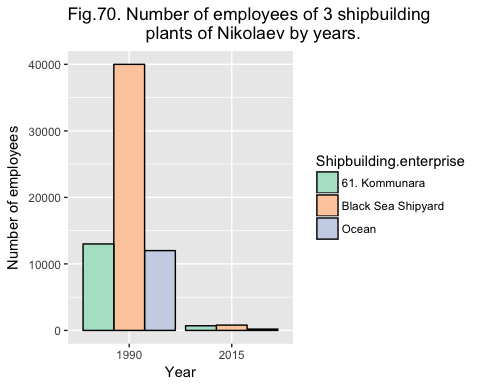 Fig.70. Number of employees of 3 shipbuilding
plants of Nikolaev by years.
40000
30000
20000
10000
0
Number of employees
1990
2015
Year
Shipbuilding.enterprise
61. Kommunara
Black Sea Shipyard
Ocean